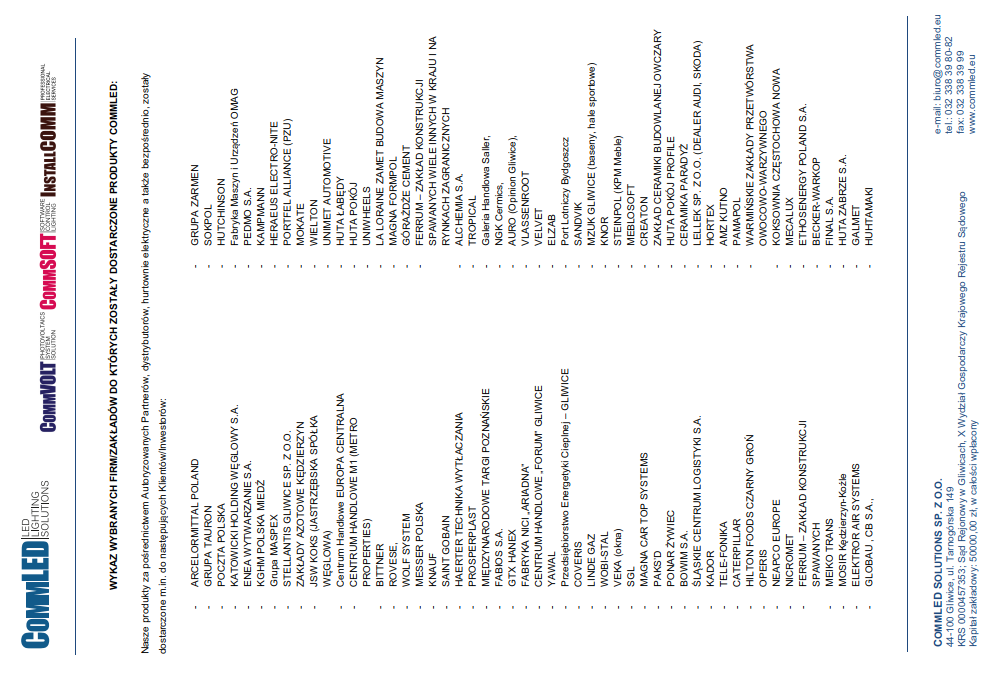 COMMLED LED
LIGHTING
SOLUTIONS
COMMVOLT PHOTOVOLTAICS
SYSTEM
SOLUTION
COMMSOFT SOFTWARE
CONTROL
LIGHTING
INSTALLCOMM PROFESSIONAL
ELECTRICAL
SERVICES
WYKAZ WYBRANYCH FIRM/ZAKŁADÓW DO KTÓRYCH ZOSTAŁY DOSTARCZONE PRODUKTY COMMLED:
Nasze produkty za pośrednictwem Autoryzowanych Partnerów, dystrybutorów, hurtownie elektryczne a także bezpośrednio, zostały
dostarczone m.in. do następujących Klientów/Inwestorów:
- ARCELORMITTAL POLAND
- GRUPA TAURON
- POCZTA POLSKA
- KATOWICKI HOLDING WĘGLOWY S.A.
- ENEA WYTWARZANIE S.A.
- KGHM POLSKA MIEDŹ
- Grupa MASPEX
- STELLANTIS GLIWICE SP. Z O.O.
- ZAKŁADY AZOTOWE KĘDZIERZYN
- JSW KOKS (JASTRZĘBSKA SPÓŁKA
WĘGLOWA)
- Centrum Handlowe EUROPA CENTRALNA
- CENTRUM HANDLOWE M1 (METRO
PROPERTIES)
- BITTNER
- ROVESE,
- WOLF SYSTEM
- MESSER POLSKA
- KNAUF
- SAINT GOBAIN
- HAERTER TECHNIKA WYTŁACZANIA
- PROSPERPLAST
- MIĘDZYNARODOWE TARGI POZNAŃSKIE
- FABIOS S.A.
- GTX HANEX
- FABRYKA NICI „ARIADNA”
- CENTRUM HANDLOWE „FORUM” GLIWICE
- YAWAL
- Przedsiębiorstwo Energetyki Cieplnej – GLIWICE
- COVERIS
- LINDE GAZ
- WOBI-STAL
- VEKA (okna)
- SGL
- MAGNA CAR TOP SYSTEMS
- PAKSD
- PONAR ŻYWIEC
- BOWIM S.A.
- ŚLĄSKIE CENTRUM LOGISTYKI S.A.
- KADOR
- TELE-FONIKA
- CATERPILLAR
- HILTON FOODS CZARNY GROŃ
- OPERIS
- NEAPCO EUROPE
- NICROMET
- FERRUM – ZAKŁAD KONSTRUKCJI
SPAWANYCH
- MEIKO TRANS
- MOSIR Kędzierzyn-Koźle
- ELEKTROR AIR SYSTEMS
- GLOBAU , CB S.A.,
- GRUPA ZARMEN
- SOKPOL
- HUTCHINSON
- Fabryka Maszyn i Urządzeń OMAG
- PEDMO S.A.
- KAMPMANN
- HERAEUS ELECTRO-NITE
- PORTFEL ALLIANCE (PZU)
- MOKATE
- WIELTON
- UNIMET AUTOMOTIVE
- HUTA ŁABĘDY
- HUTA POKÓJ
- UNIWHEELS
- LA LORAINE ZAMET BUDOWA MASZYN
- MAGNA FORMPOL
- GÓRAŻDŻE CEMENT
- FERRUM – ZAKŁAD KONSTRUKCJI
SPAWANYCH WIELE INNYCH W KRAJU I NA
RYNKACH ZAGRANICZNYCH
- ALCHEMIA S.A.
- TROPICAL
- Galeria Handlowa Saller,
- NGK Cermics,
- AURO (Opinion Gliwice),
- VLASSENROOT
- VELVET
- ELZAB
- Port Lotniczy Bydgoszcz
- SANDVIK
- MZUK GLIWICE (baseny, hale sportowe)
- KNOR
- STENPOL (KPM Meble)
- MEBLOSOFT
- CREATON
- ZAKŁAD CERAMIKI BUDOWLANEJ OWCZARY
- HUTA POKÓJ PROFILE
- CERAMIKA PARADYŻ
- LELLEK SP. Z O.O. (DEALER AUDI, SKODA)
- HORTEX
- AMZ KUTNO
- PAMAPOL
- WARMIŃSKIE ZAKŁADY PRZETWÓRSTWA
OWOCOWO-WARZYWNEGO
- KOKSOWNIA CZĘSTOCHOWA NOWA
- MECALUX
- ETHOSENERGY POLAND S.A.
- BECKER-WARKOP
- FINAL S.A.
- HUTA ZABRZE S.A.
- GALMET
- HUHTAMAKI
COMMLED SOLUTIONS SP. Z O.O.
44-100 Gliwice, ul. Tarnogórska 149
KRS 0000457353; Sąd Rejonowy w Gliwicach, X Wydział Gospodarczy Krajowego Rejestru Sądowego
Kapitał zakładowy: 50000,00 zł, w całości wpłacony
e-mail: biuro@commled.eu
tel.: 032 338 39 80-82
fax: 032 338 39 99
www.commled.eu